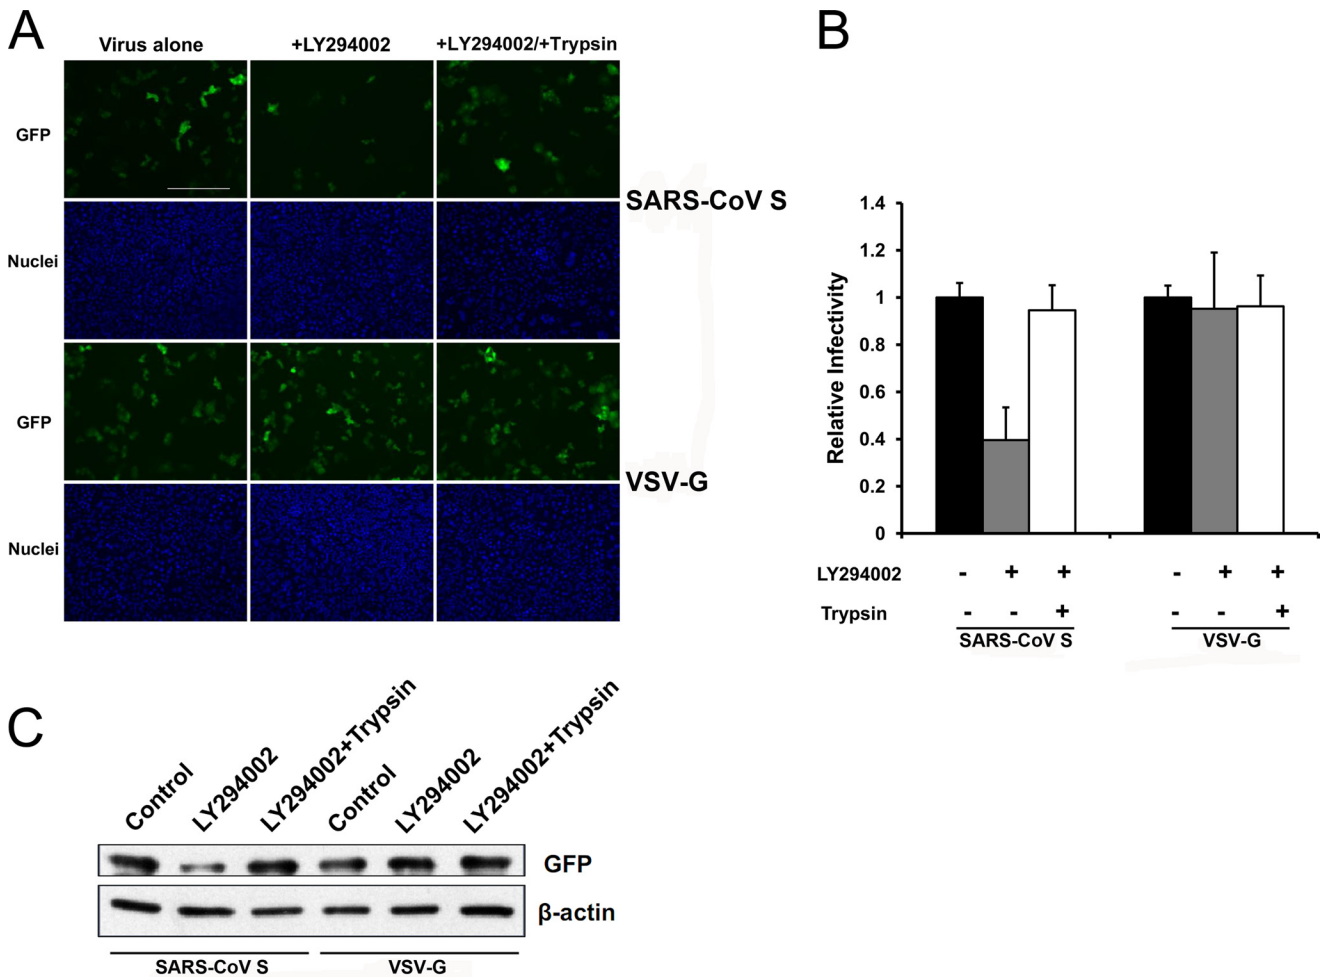 A
Virus alone
+LY294002
+LY294002/+Trypsin
GFP
Nuclei
SARS-CoV S
GFP
Nuclei
VSV-G
B
Relative Infectivity
1.4
1.2
1
0.8
0.6
0.4
0.2
0
LY294002 - + + - + +
Trypsin - - + - - +
SARS-CoV S VSV-G
C
Control
LY294002
LY294002+Trypsin
Control
LY294002
LY294002+Trypsin
GFP
β-actin
SARS-CoV S VSV-G